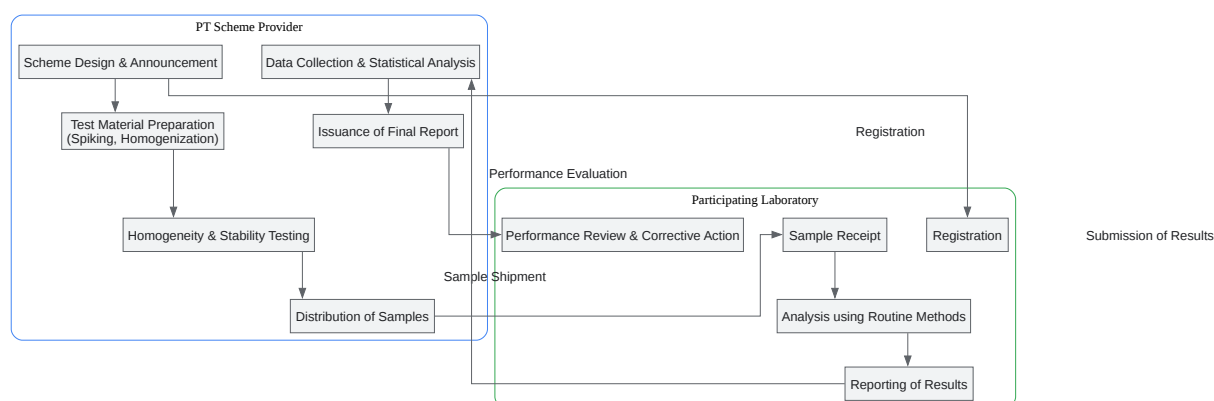 PT Scheme Provider
Scheme Design & Announcement
Data Collection & Statistical Analysis
Test Material Preparation
(Spiking, Homogenization)
Issuance of Final Report
Registration
Performance Evaluation
Participating Laboratory
Homogeneity & Stability Testing
Performance Review & Corrective Action
Sample Receipt
Registration
Submission of Results
Sample Shipment
Distribution of Samples
Analysis using Routine Methods
Reporting of Results